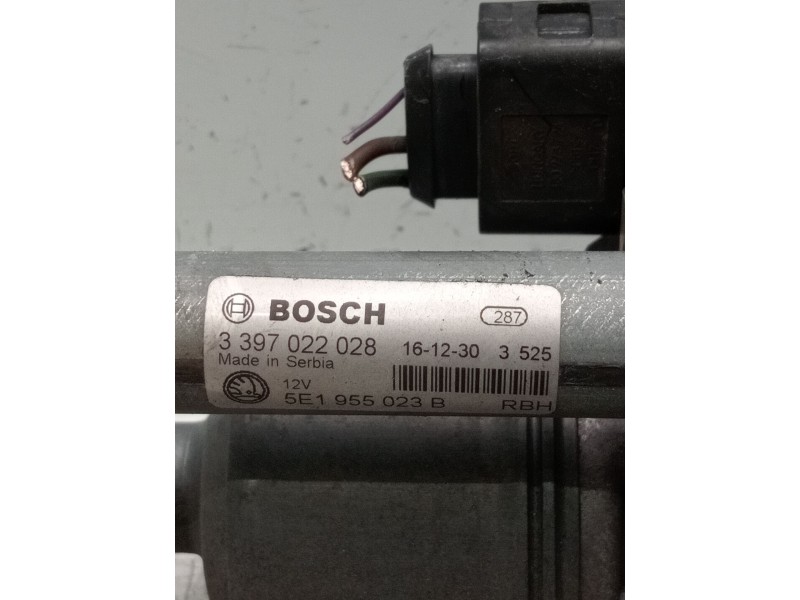 BOSCH 287
3 397 022 028 16-12-30 3 525
Made in Serbia
12V
5E1 955 023 B RBH